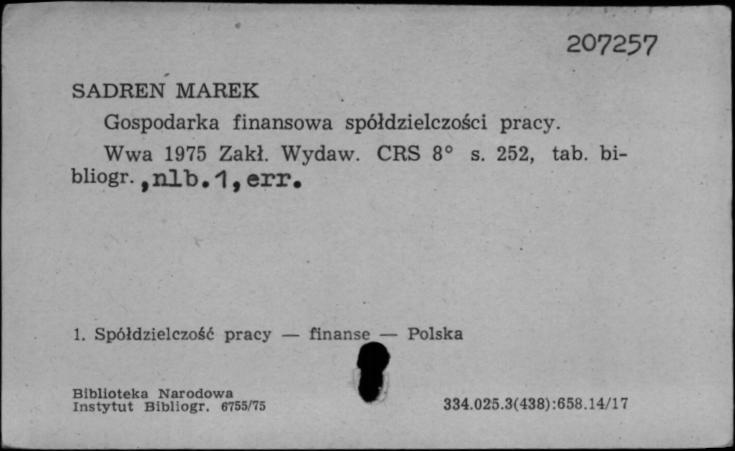 207257
SADREN MAREK
Gospodarka finansowa spółdzielczości pracy.
Wwa 1975 Zakł. Wydaw. CRS 8° s. 252, tab. bi-
bliogr. ,nlb.1,err.
1. Spółdzielczość pracy — finanse — Polska
Biblioteka Narodowa
Instytut Bibliogr. 6755/75
334.025.3(438):658.14/17